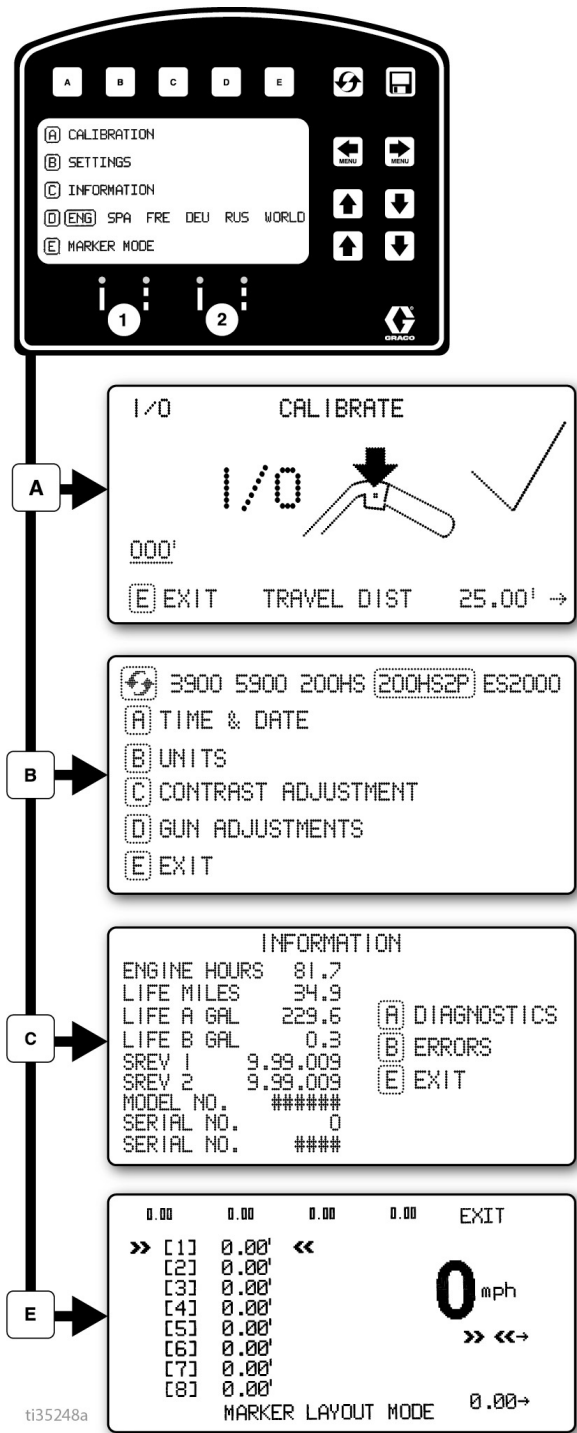 A B C D E
A CALIBRATION
MENU MENU
B SETTINGS
C INFORMATION
D ENG SPA FRE DEU RUS WORLD
E MARKER MODE
1 2
GRACO
A
I/O CALIBRATE
I/O
000'
E EXIT TRAVEL DIST 25.00' →
B
3900 5900 200HS 200HS2P ES2000
A TIME & DATE
B UNITS
C CONTRAST ADJUSTMENT
D GUN ADJUSTMENTS
E EXIT
C
INFORMATION
ENGINE HOURS 81.7
LIFE MILES 34.9
LIFE A GAL 229.6
LIFE B GAL 0.3
SREV 1 9.99.009
SREV 2 9.99.009
MODEL NO. ######
SERIAL NO. 0
SERIAL NO. ####
A DIAGNOSTICS
B ERRORS
E EXIT
E
0.00 0.00 0.00 0.00 EXIT
» [1] 0.00' «
[2] 0.00'
[3] 0.00'
[4] 0.00'
[5] 0.00'
[6] 0.00'
[7] 0.00'
[8] 0.00'
0 mph
» «→
0.00→
MARKER LAYOUT MODE
ti35248a